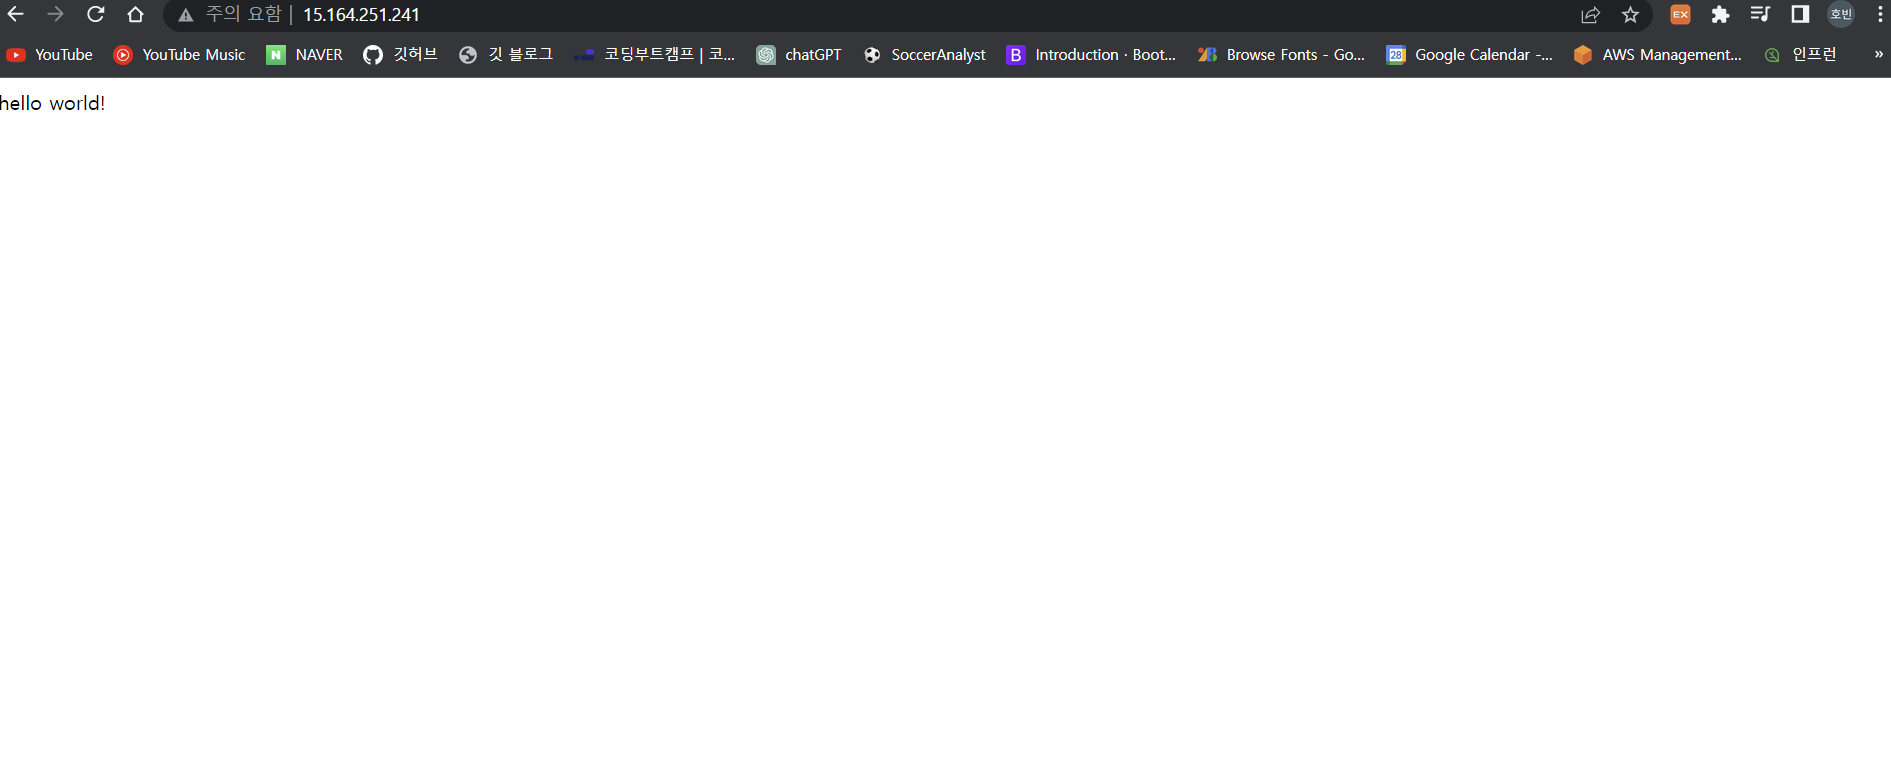 주의 요함 | 15.164.251.241
EX
호빈
YouTube YouTube Music N NAVER 깃허브 깃 블로그 코딩부트캠프 | 코... chatGPT SoccerAnalyst B Introduction · Boot... Browse Fonts - Go... 28 Google Calendar -... AWS Management... 인프런 »
hello world!